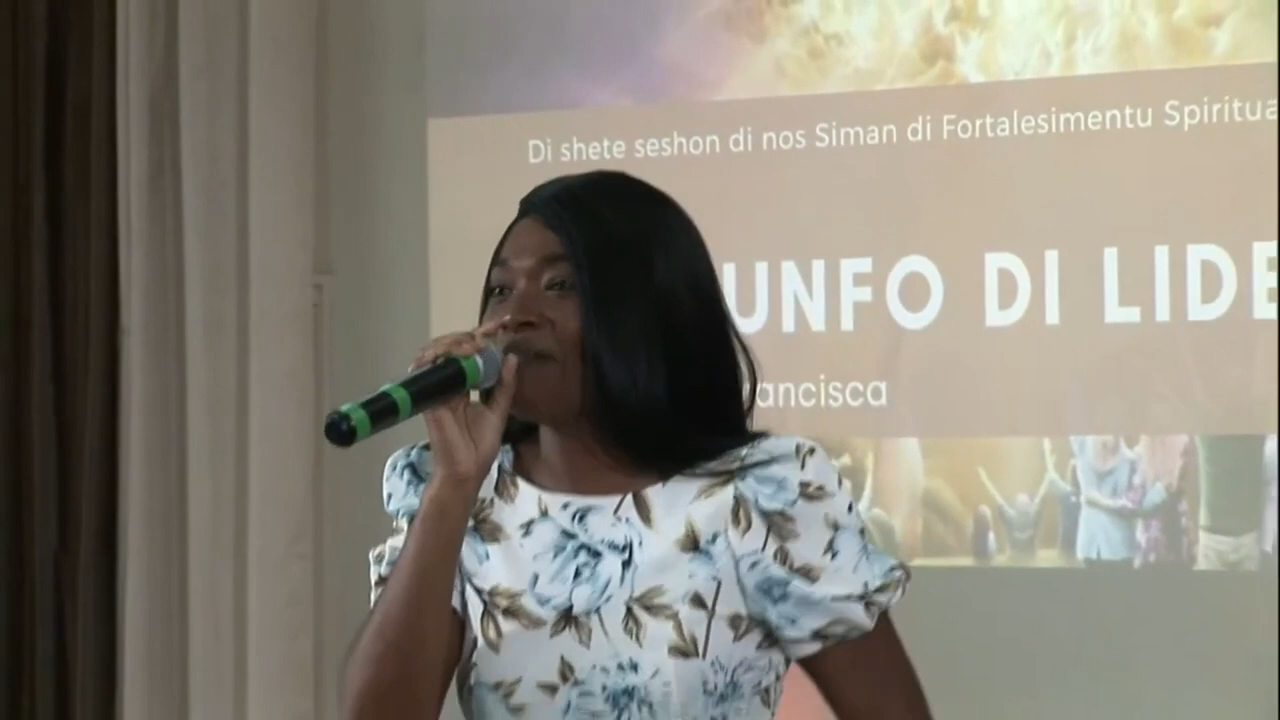 Di shete seshon di nos Siman di Fortalesimentu Spiritua
UNFO DI LIDE
ancisca